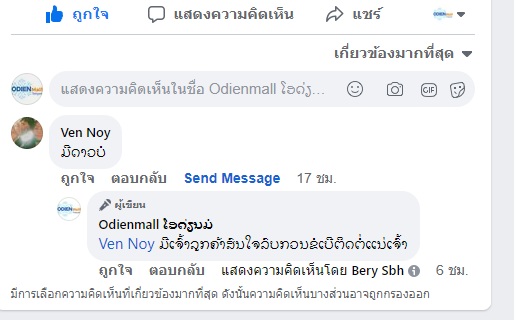 ถูกใจ แสดงความคิดเห็น แชร์
เกี่ยวข้องมากที่สุด
แสดงความคิดเห็นในชื่อ Odienmall ໂອດ່ຽ...
Ven Noy
ມີດາວບໍ່
ถูกใจ ตอบกลับ Send Message 17 ชม.
ผู้เขียน
Odienmall ໂອດ່ຽນມໍ
Ven Noy ມີເຈົ້າລູກຄ້າສົນໃຈລົບກວນຂໍເບີຕິດຕໍ່ແນ່ເຈົ້າ
ถูกใจ ตอบกลับ แสดงความคิดเห็นโดย Bery Sbh 6 ชม.
มีการเลือกความคิดเห็นที่เกี่ยวข้องมากที่สุด ดังนั้นความคิดเห็นบางส่วนอาจถูกกรองออก